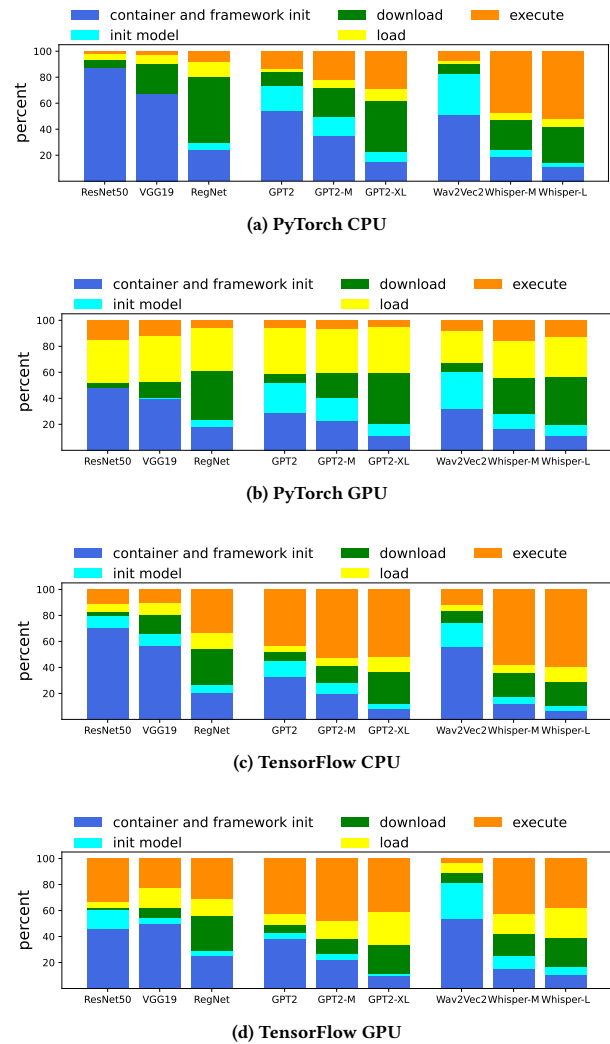 container and framework init download execute
init model load
percent
100
80
60
40
20
ResNet50 VGG19 RegNet GPT2 GPT2-M GPT2-XL Wav2Vec2 Whisper-M Whisper-L
(a) PyTorch CPU
container and framework init download execute
init model load
percent
100
80
60
40
20
ResNet50 VGG19 RegNet GPT2 GPT2-M GPT2-XL Wav2Vec2 Whisper-M Whisper-L
(b) PyTorch GPU
container and framework init download execute
init model load
percent
100
80
60
40
20
ResNet50 VGG19 RegNet GPT2 GPT2-M GPT2-XL Wav2Vec2 Whisper-M Whisper-L
(c) TensorFlow CPU
container and framework init download execute
init model load
percent
100
80
60
40
20
ResNet50 VGG19 RegNet GPT2 GPT2-M GPT2-XL Wav2Vec2 Whisper-M Whisper-L
(d) TensorFlow GPU